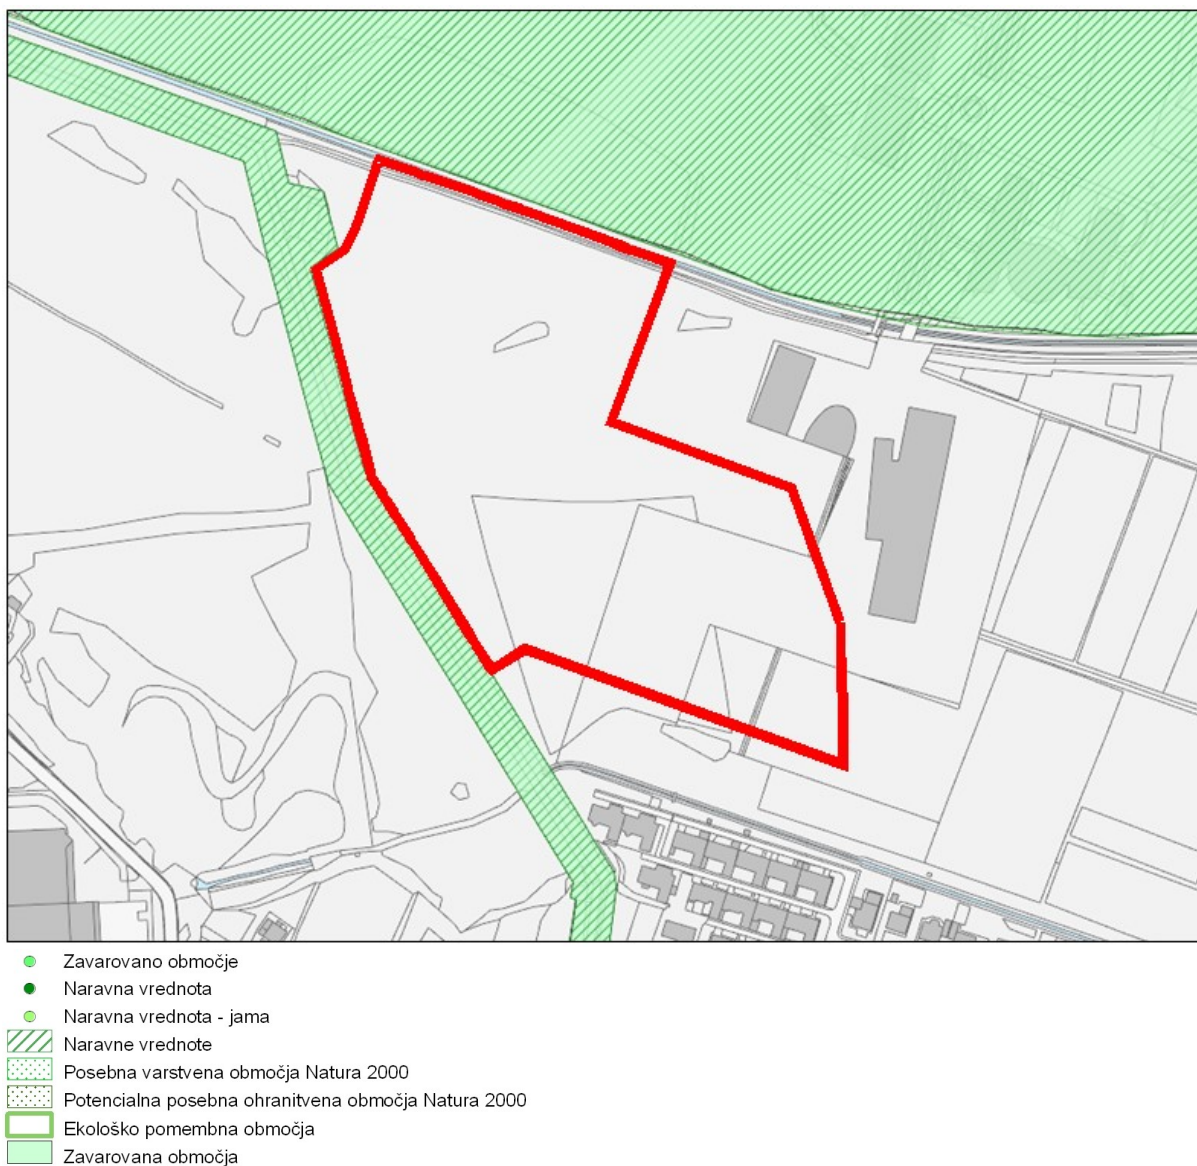 Zavarovano območje
Naravna vrednota
Naravna vrednota - jama
Naravne vrednote
Posebna varstvena območja Natura 2000
Potencialna posebna ohranitvena območja Natura 2000
Ekološko pomembna območja
Zavarovana območja